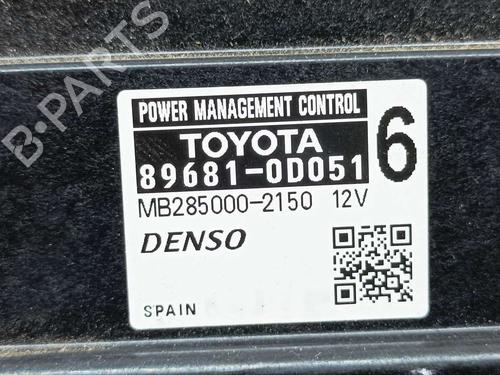 B-PARTS
POWER MANAGEMENT CONTROL
TOYOTA
89681-0D051
6
MB285000-2150 12V
DENSO
SPAIN